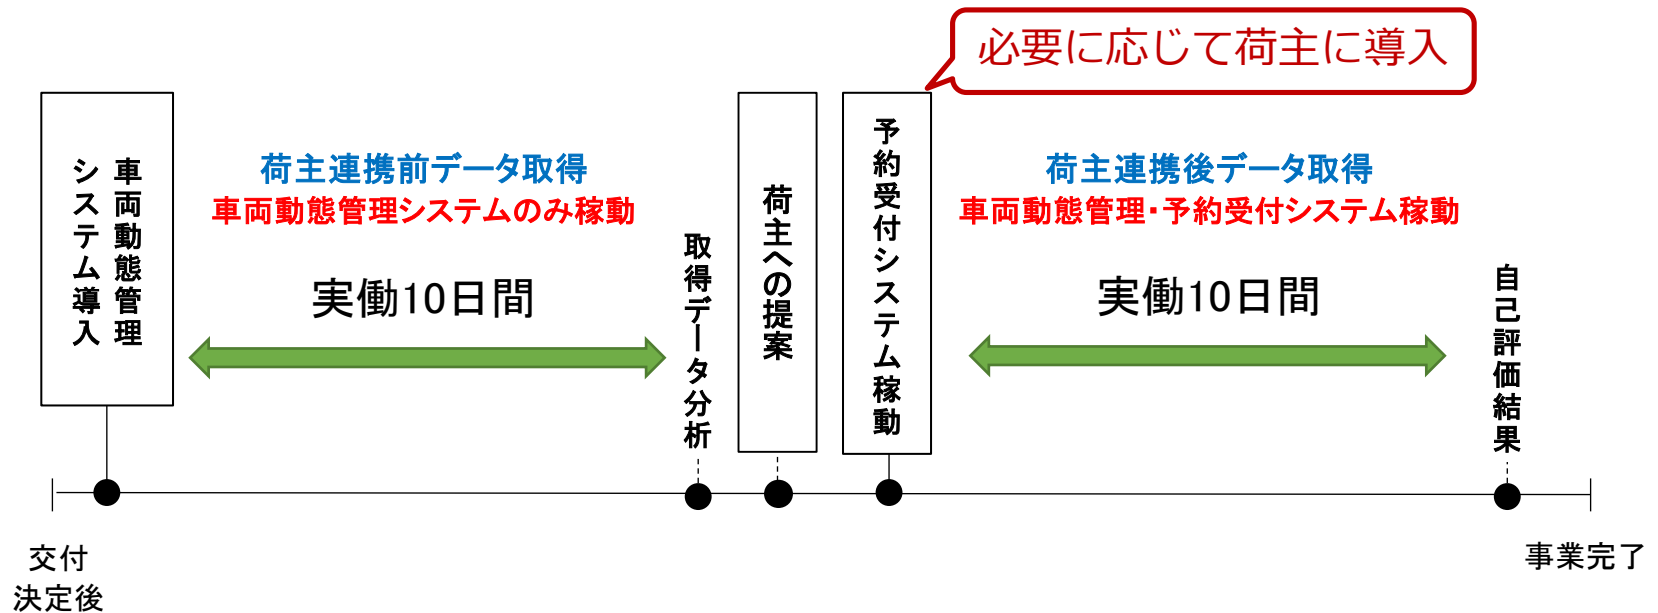 必要に応じて荷主に導入
車両動態管理
システム導入
荷主連携前データ取得
車両動態管理システムのみ稼動
実働10日間
取得データ分析
荷主への提案
予約受付システム稼動
荷主連携後データ取得
車両動態管理・予約受付システム稼動
実働10日間
自己評価結果
交付
決定後
事業完了